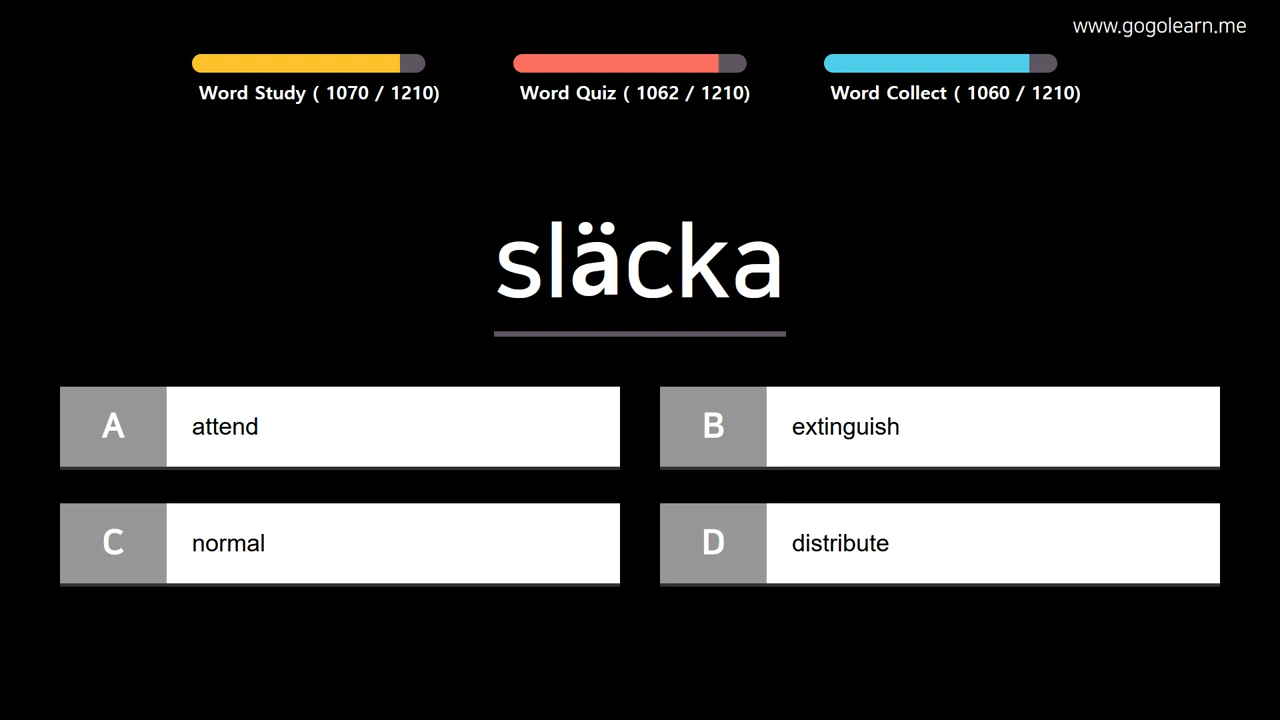 www.gogolearn.me
Word Study ( 1070 / 1210)
Word Quiz ( 1062 / 1210)
Word Collect ( 1060 / 1210)
släcka
A attend
B extinguish
C normal
D distribute